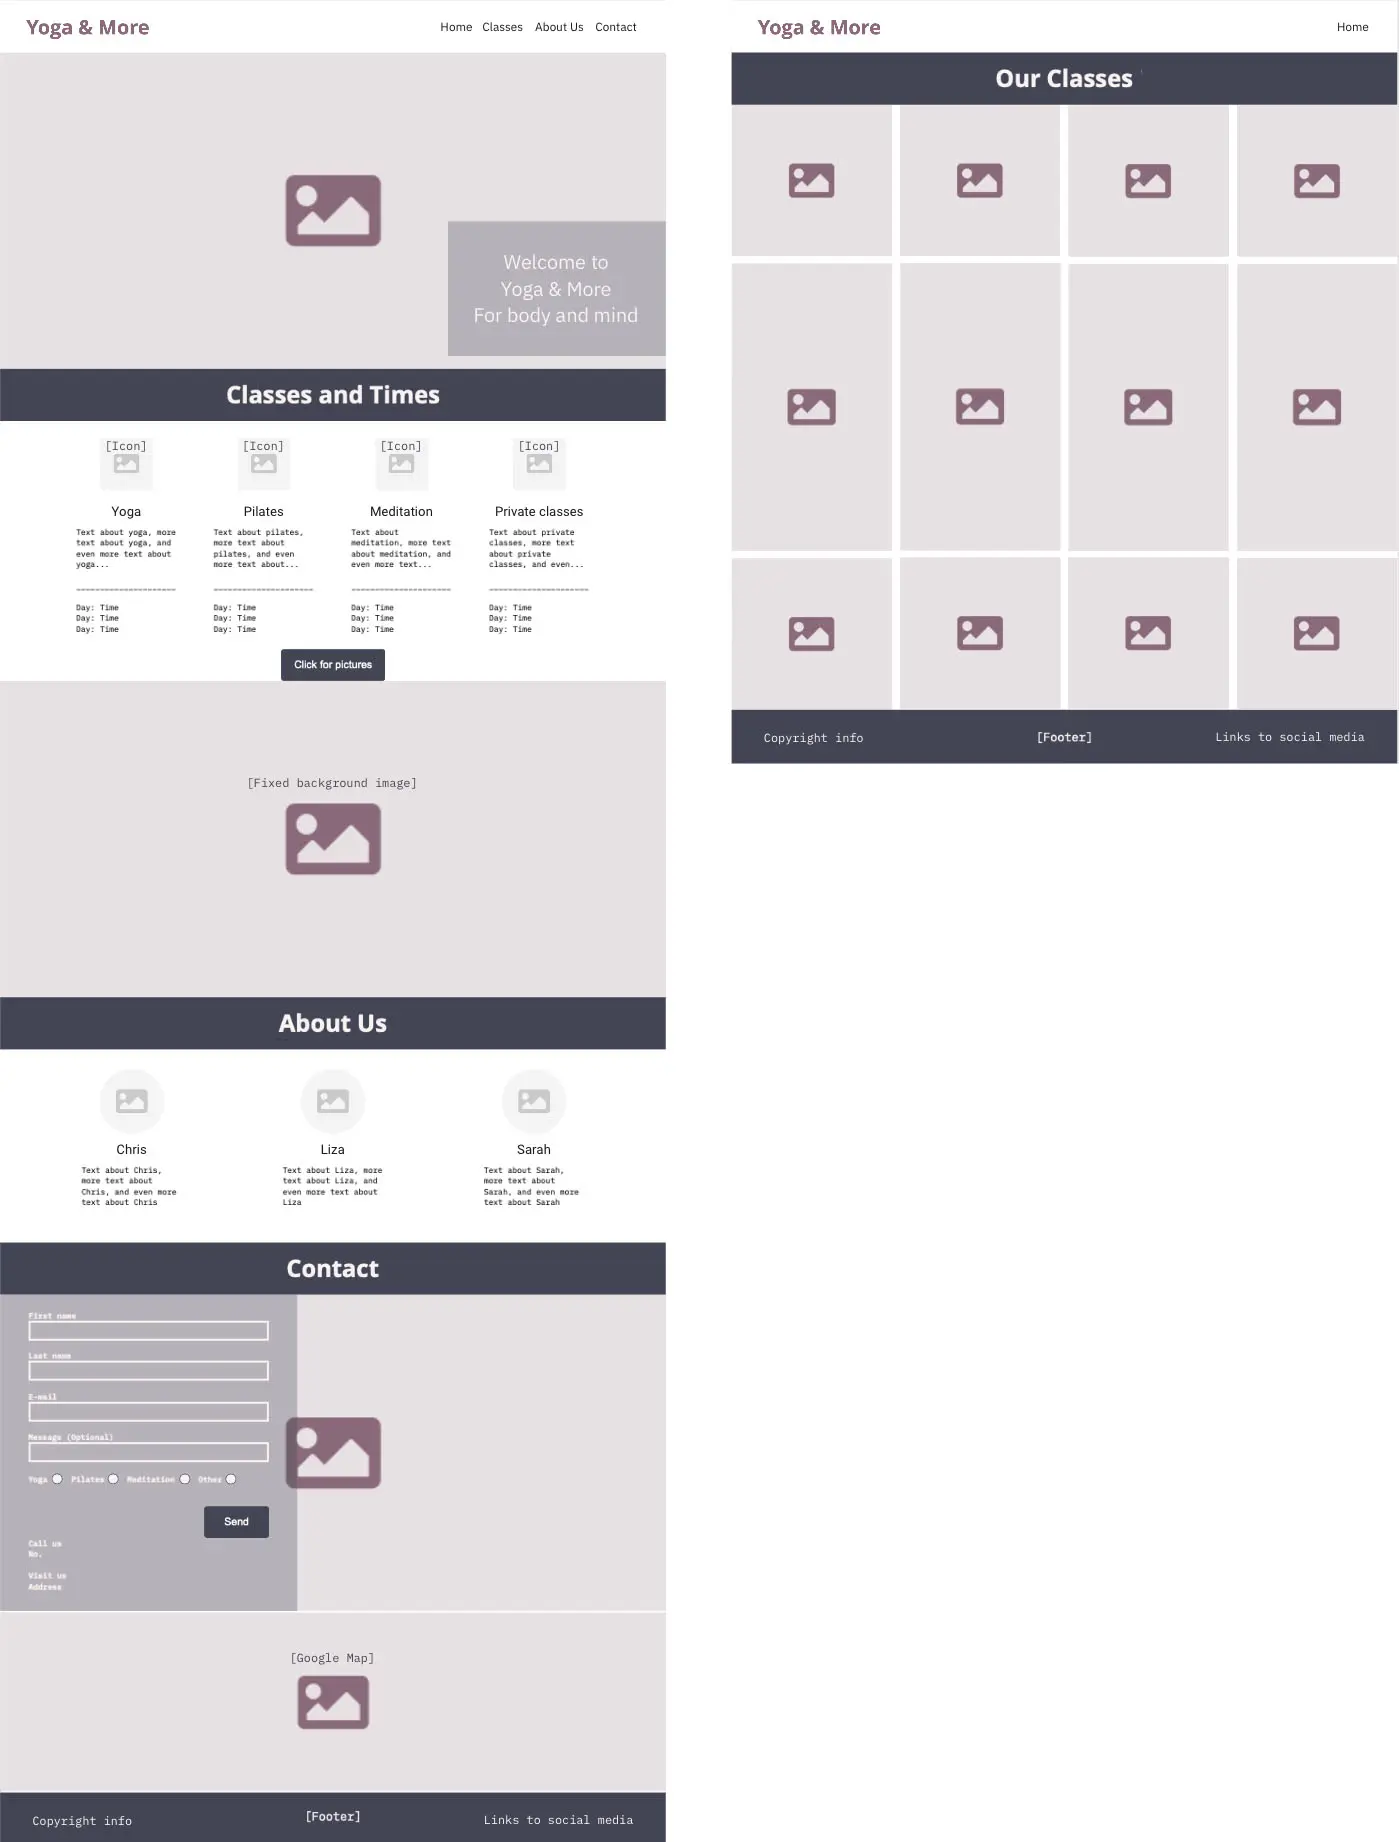 Yoga & More
Home Classes About Us Contact
Welcome to
Yoga & More
For body and mind
Classes and Times
[Icon] [Icon] [Icon] [Icon]
Yoga
Text about yoga, more
text about yoga, and
even more text about
yoga...
---------------------
Day: Time
Day: Time
Day: Time
Pilates
Text about pilates,
more text about
pilates, and even
more text about...
---------------------
Day: Time
Day: Time
Day: Time
Meditation
Text about
meditation, more text
about meditation, and
even more text...
---------------------
Day: Time
Day: Time
Day: Time
Private classes
Text about private
classes, more text
about private
classes, and even...
---------------------
Day: Time
Day: Time
Day: Time
Click for pictures
[Fixed background image]
About Us
Chris
Text about Chris,
more text about
Chris, and even more
text about Chris
Liza
Text about Liza, more
text about Liza, and
even more text about
Liza
Sarah
Text about Sarah,
more text about
Sarah, and even more
text about Sarah
Contact
First name
Last name
E-mail
Message (Optional)
Yoga Pilates Meditation Other
Send
Call us
No.
Visit us
Address
[Google Map]
Copyright info [Footer] Links to social media
Yoga & More
Home
Our Classes
Copyright info [Footer] Links to social media